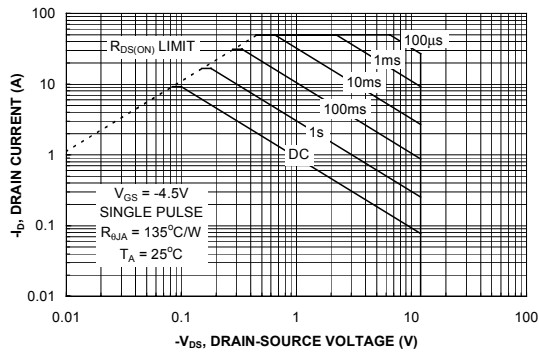 100
10
1
0.1
0.01
-I_D, DRAIN CURRENT (A)
R_DS(ON) LIMIT
100μs
1ms
10ms
100ms
1s
DC
V_GS = -4.5V
SINGLE PULSE
R_θJA = 135°C/W
T_A = 25°C
0.01 0.1 1 10 100
-V_DS, DRAIN-SOURCE VOLTAGE (V)